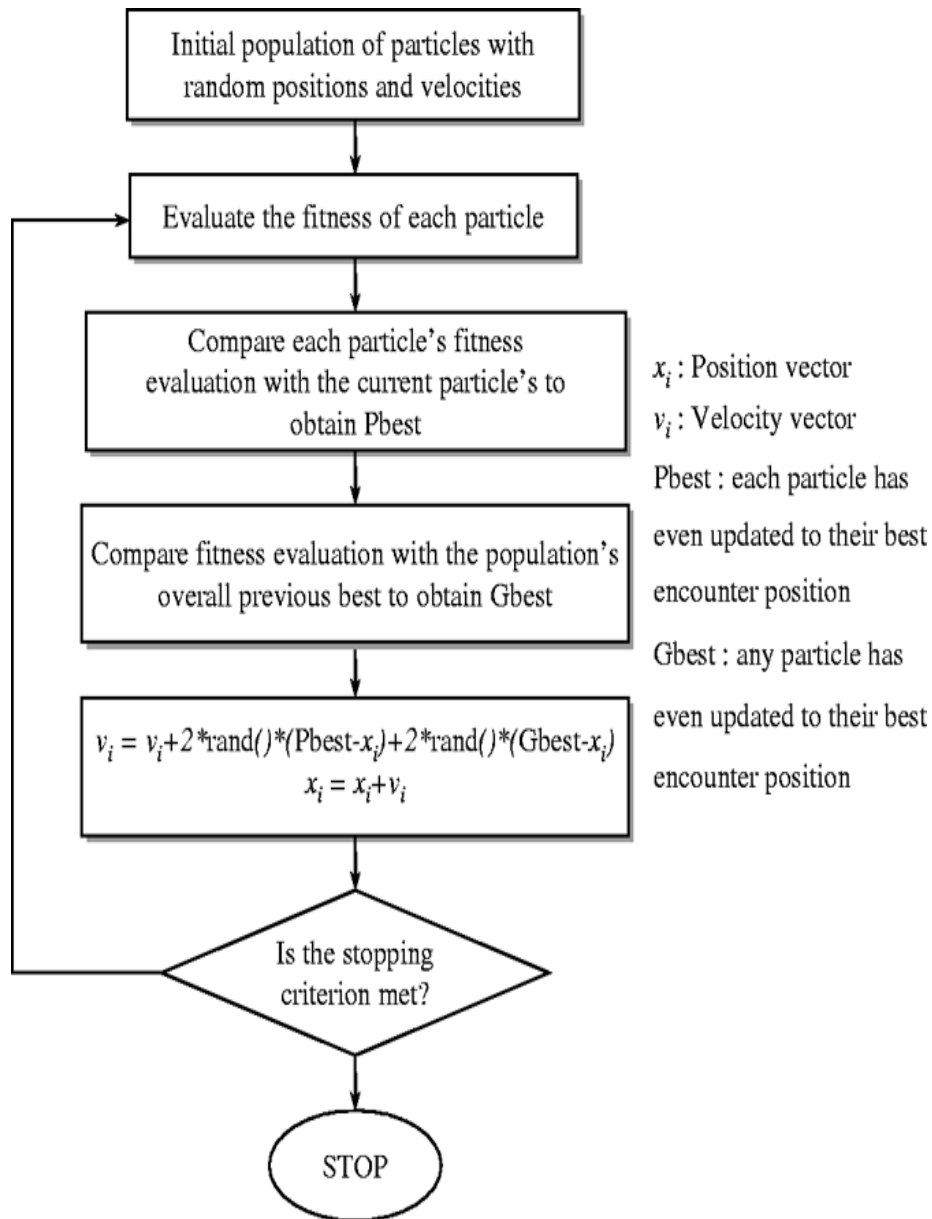 Initial population of particles with
random positions and velocities
Evaluate the fitness of each particle
Compare each particle's fitness
evaluation with the current particle's to
obtain Pbest
Compare fitness evaluation with the population's
overall previous best to obtain Gbest
v_i = v_i+2*rand()*(Pbest-x_i)+2*rand()*(Gbest-x_i)
x_i = x_i+v_i
Is the stopping
criterion met?
STOP
x_i : Position vector
v_i : Velocity vector
Pbest : each particle has
even updated to their best
encounter position
Gbest : any particle has
even updated to their best
encounter position